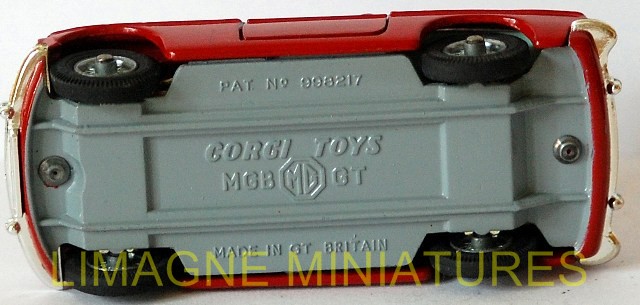 PAT. Nº 998217
CORGI TOYS
MGB MG GT
MADE IN GT. BRITAIN
LIMAGNE MINIATURES